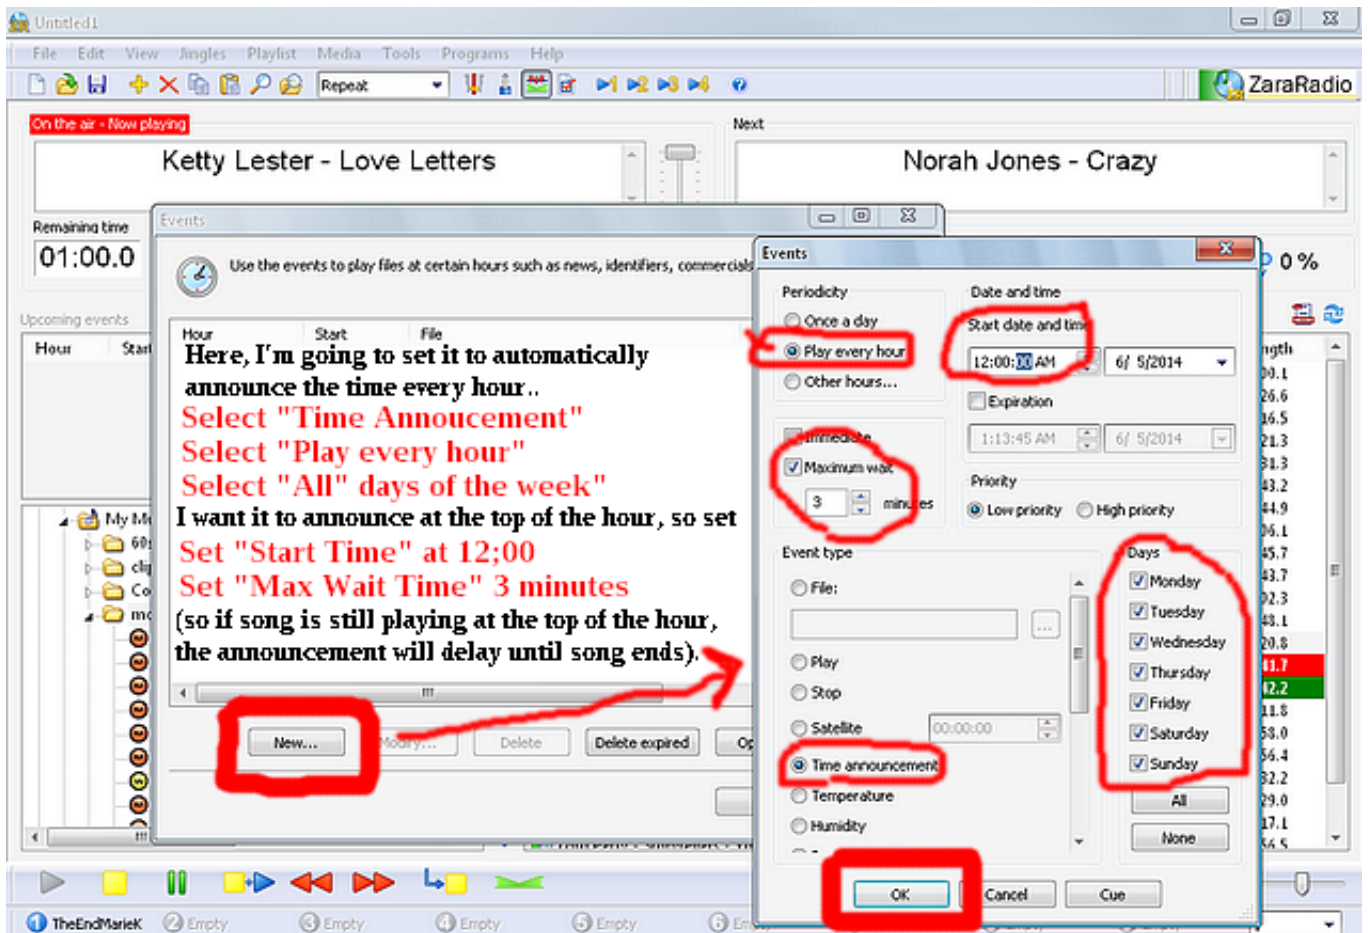 Untitled1
File Edit View Jingles Playlist Media Tools Programs Help
Repeat
ZaraRadio
On the air - Now playing
Next
Ketty Lester - Love Letters
Norah Jones - Crazy
Remaining time
01:00.0
0 %
Upcoming events
Hour Start
Events
Use the events to play files at certain hours such as news, identifiers, commercials
Hour Start File
Here, I'm going to set it to automatically
announce the time every hour..
Select "Time Annoucement"
Select "Play every hour"
Select "All" days of the week"
I want it to announce at the top of the hour, so set
Set "Start Time" at 12;00
Set "Max Wait Time" 3 minutes
(so if song is still playing at the top of the hour,
the announcement will delay until song ends).
New... Modify... Delete Delete expired
Events
Periodicity
Once a day
Play every hour
Other hours...
Date and time
Start date and time
12:00:00 AM 6/ 5/2014
Expiration
1:13:45 AM 6/ 5/2014
Immediate
Maximum wait
3 minutes
Priority
Low priority High priority
Event type
File:
...
Play
Stop
Satellite 00:00:00
Time announcement
Temperature
Humidity
Days
Monday
Tuesday
Wednesday
Thursday
Friday
Saturday
Sunday
All
None
OK Cancel Cue
1 TheEndMarieK 2 Empty 3 Empty 4 Empty 5 Empty 6